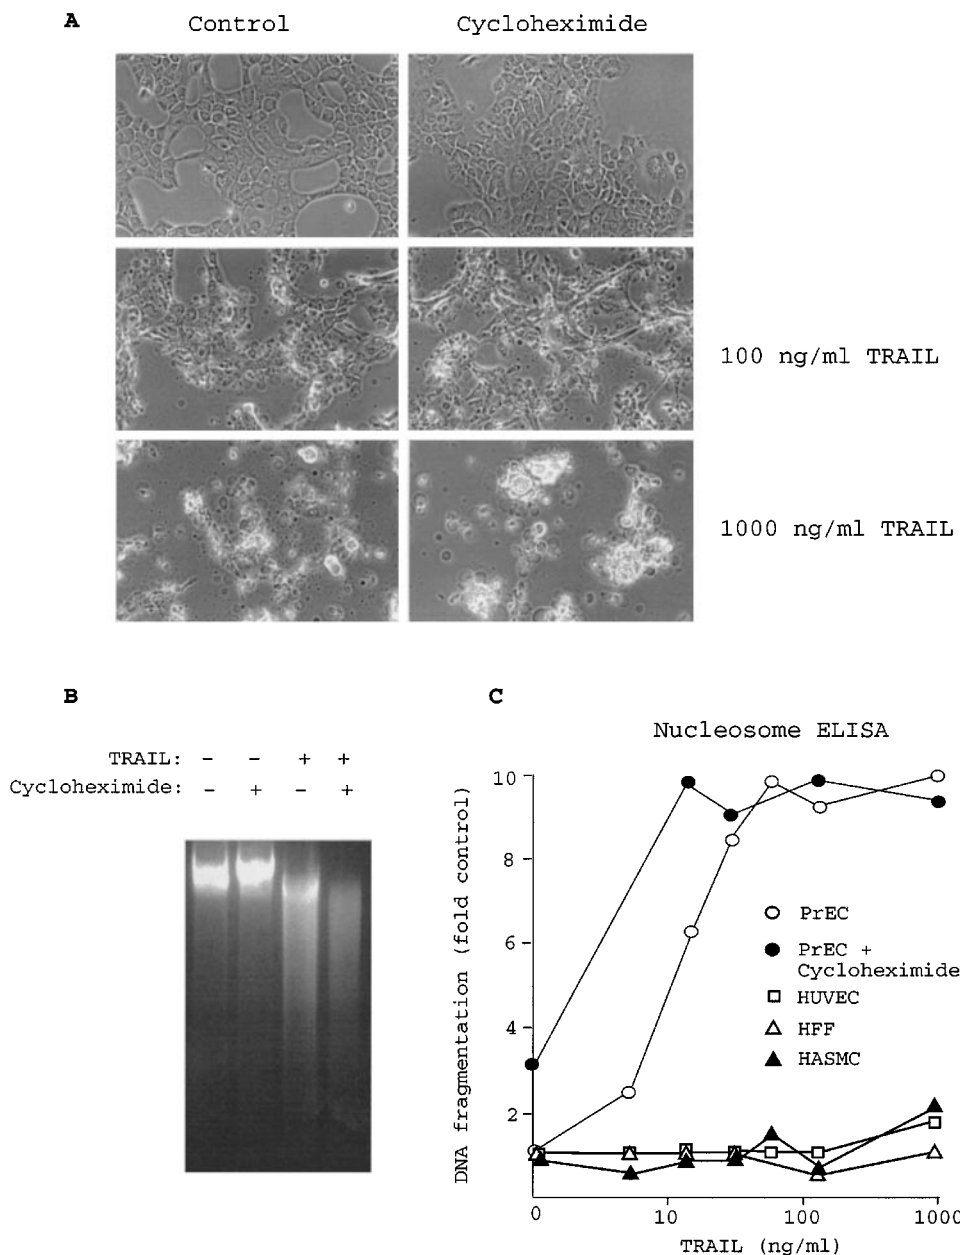 A
Control Cycloheximide
100 ng/ml TRAIL
1000 ng/ml TRAIL
B
TRAIL: – – + +
Cycloheximide: – + – +
C
Nucleosome ELISA
DNA fragmentation (fold control)
10
8
6
4
2
PrEC
PrEC +
Cycloheximide
HUVEC
HFF
HASMC
0 10 100 1000
TRAIL (ng/ml)